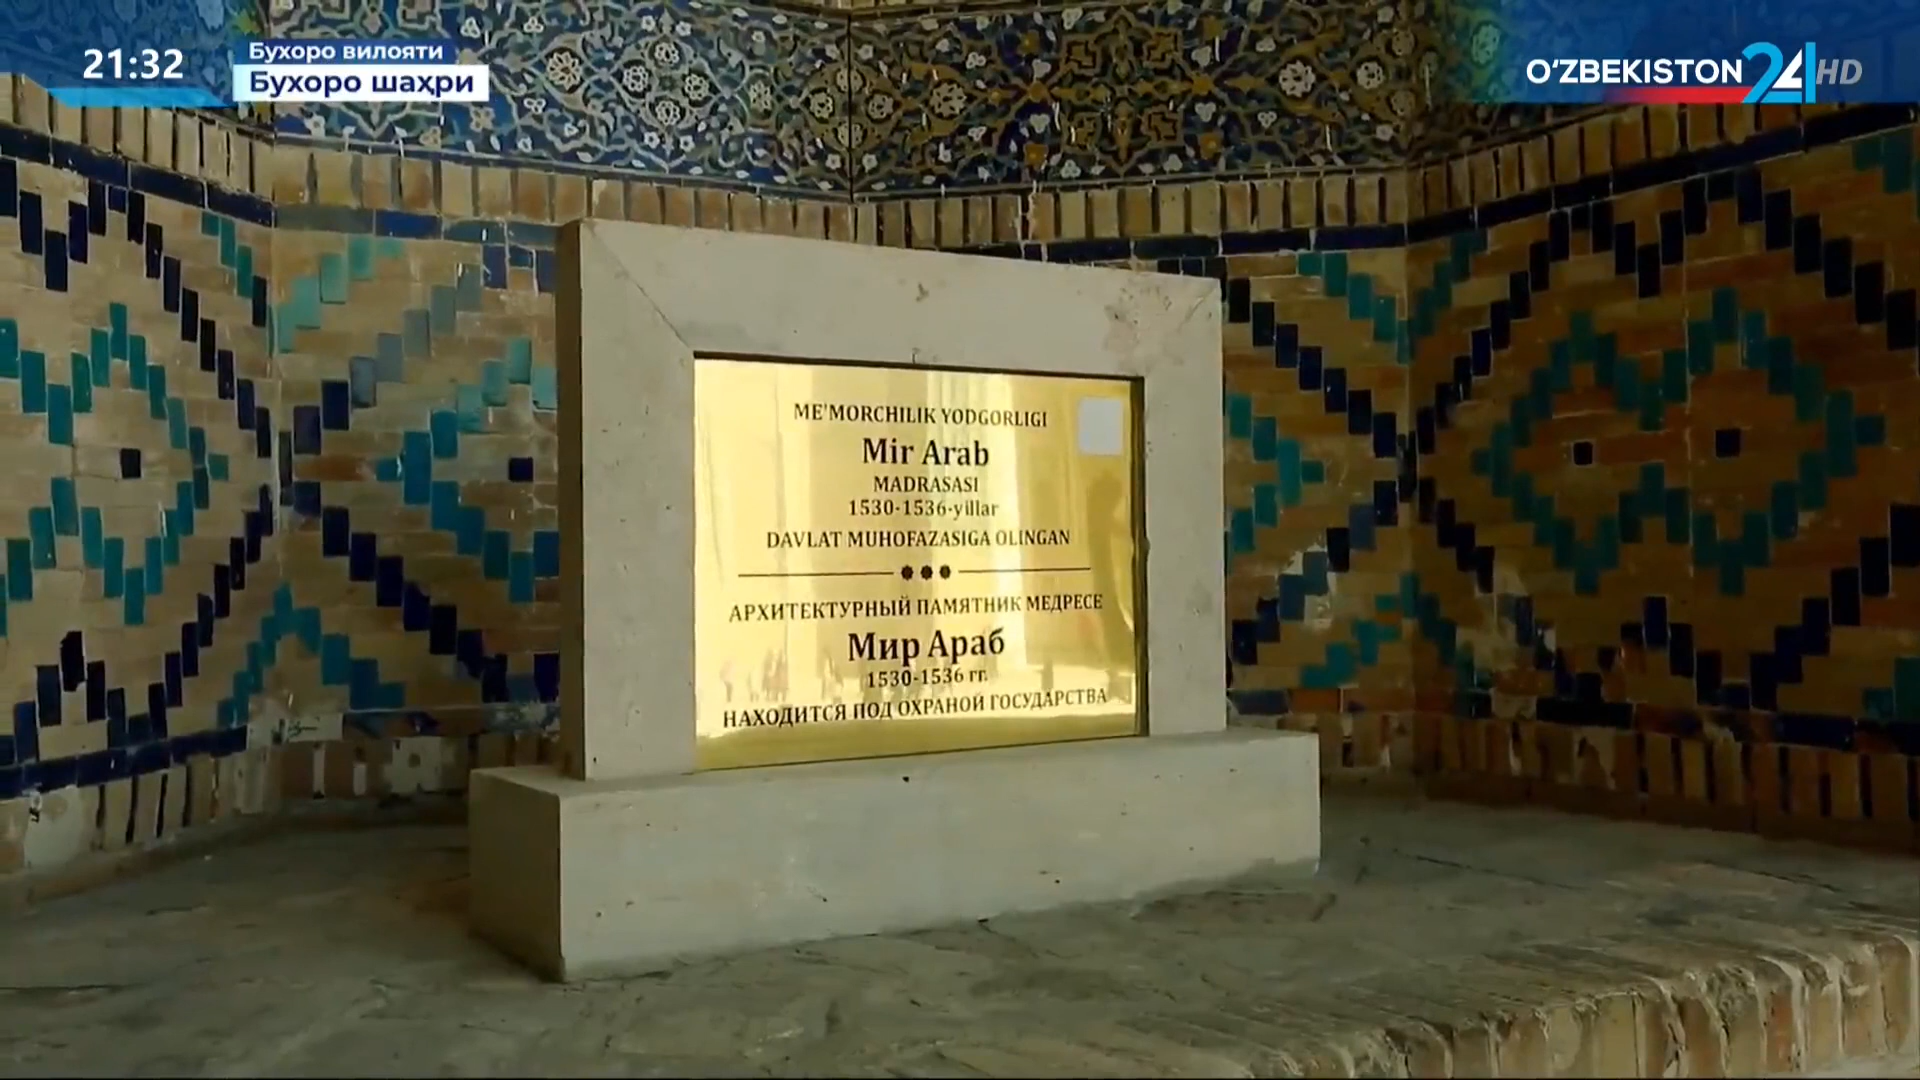 21:32
Бухоро вилояти
Бухоро шаҳри
O‘ZBEKISTON 24 HD
ME'MORCHILIK YODGORLIGI
Mir Arab
MADRASASI
1530-1536-yillar
DAVLAT MUHOFAZASIGA OLINGAN
АРХИТЕКТУРНЫЙ ПАМЯТНИК МЕДРЕСЕ
Мир Араб
1530-1536 гг.
НАХОДИТСЯ ПОД ОХРАНОЙ ГОСУДАРСТВА